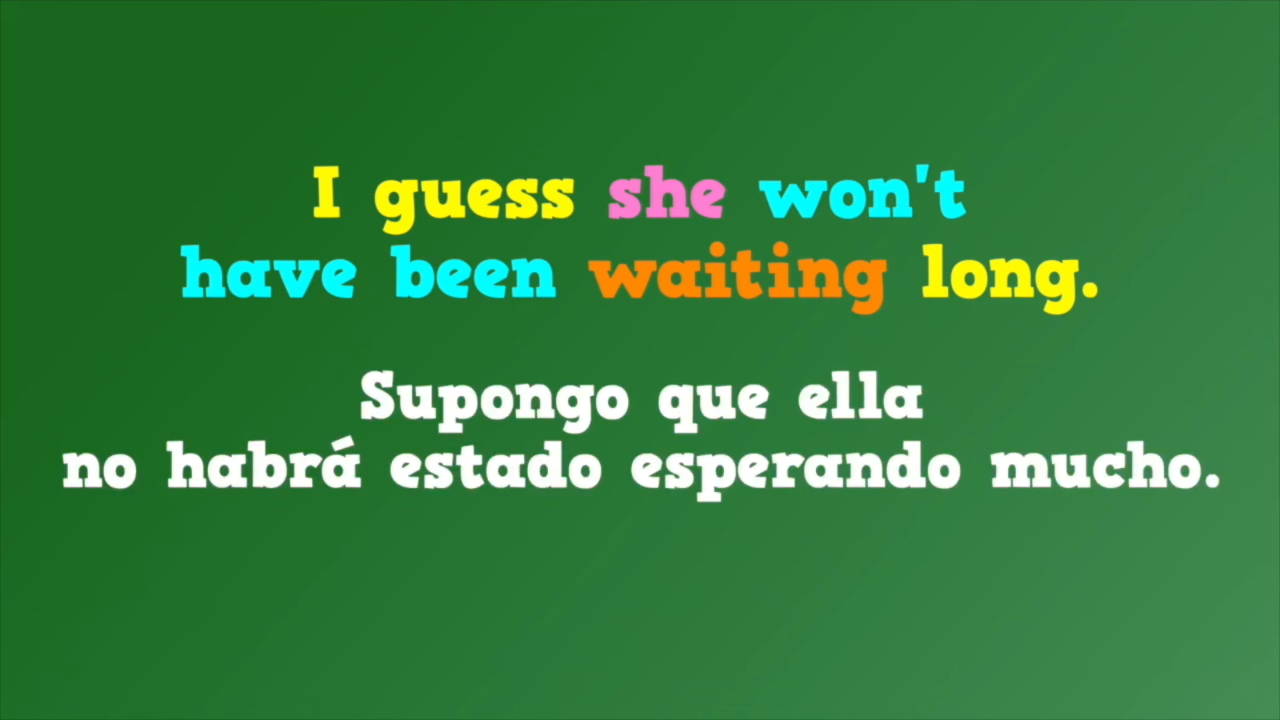 I guess she won't
have been waiting long.
Supongo que ella
no habrá estado esperando mucho.